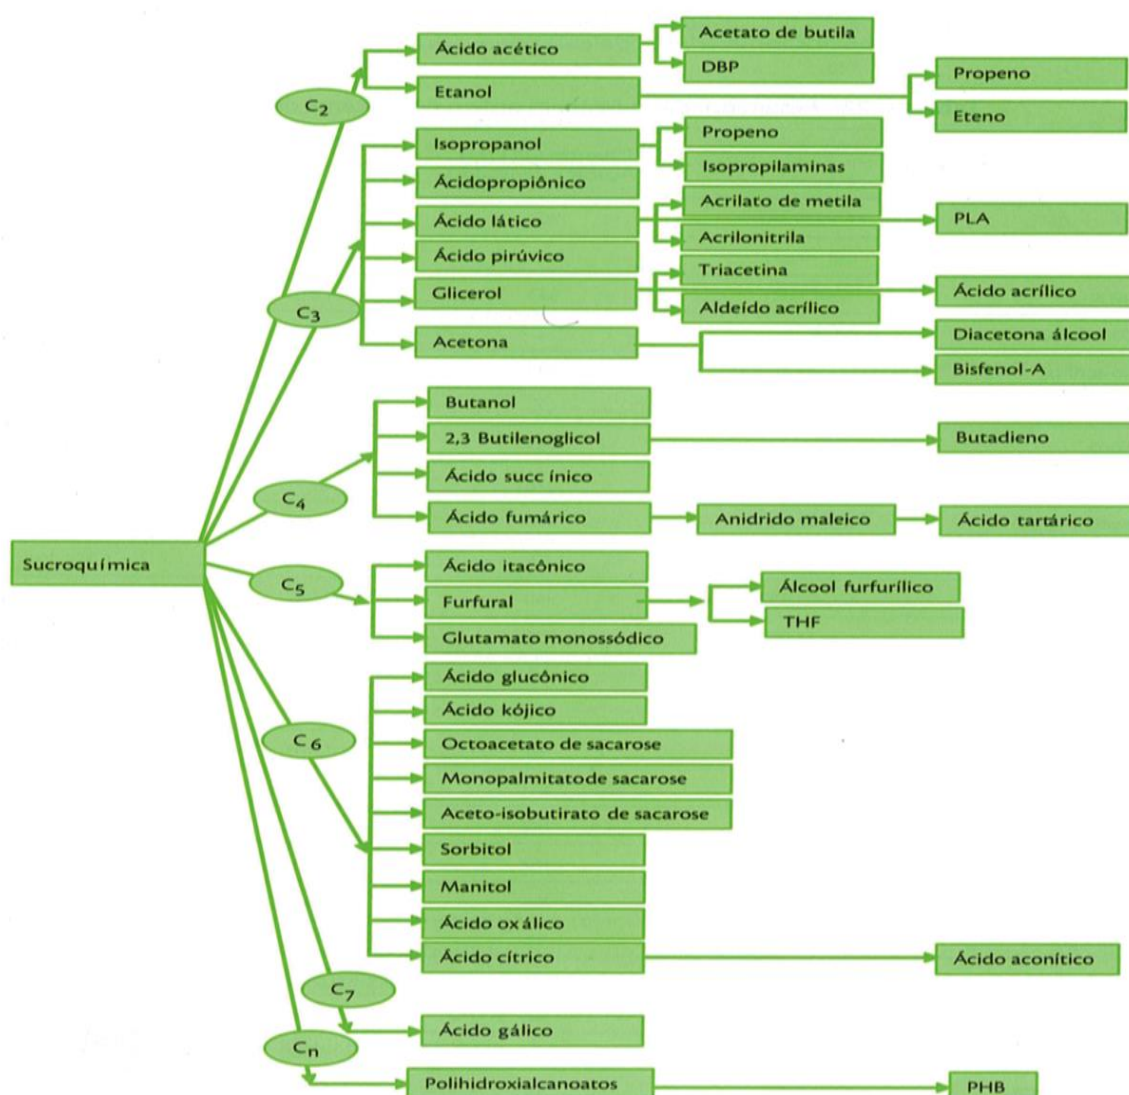 Ácido acético
Acetato de butila
DBP
Etanol
Propeno
Eteno
C2
Isopropanol
Propeno
Isopropilaminas
Ácidopropiônico
Ácido lático
Acrilato de metila
Acrilonitrila
PLA
Ácido pirúvico
Glicerol
Triacetina
Aldeído acrílico
Ácido acrílico
C3
Acetona
Diacetona álcool
Bisfenol-A
Butanol
2,3 Butilenoglicol
Butadieno
C4
Ácido succ ínico
Ácido fumárico
Anidrido maleico
Ácido tartárico
Sucroquímica
C5
Ácido itacônico
Furfural
Álcool furfurílico
THF
Glutamato monossódico
C6
Ácido glucônico
Ácido kójico
Octoacetato de sacarose
Monopalmitatode sacarose
Aceto-isobutirato de sacarose
Sorbitol
Manitol
Ácido oxálico
Ácido cítrico
Ácido aconítico
C7
Ácido gálico
Cn
Polihidroxialcanoatos
PHB